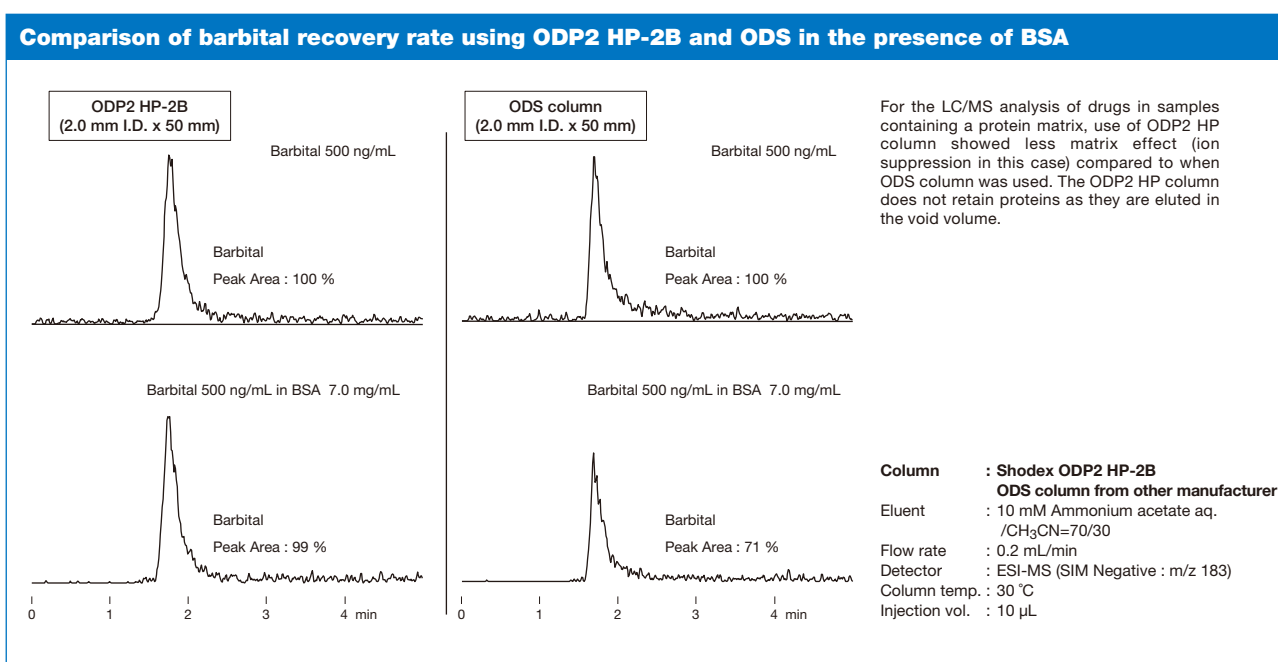 Comparison of barbital recovery rate using ODP2 HP-2B and ODS in the presence of BSA
ODP2 HP-2B
(2.0 mm I.D. x 50 mm)
Barbital 500 ng/mL
Barbital
Peak Area : 100 %
Barbital 500 ng/mL in BSA 7.0 mg/mL
Barbital
Peak Area : 99 %
0 1 2 3 4 min
ODS column
(2.0 mm I.D. x 50 mm)
Barbital 500 ng/mL
Barbital
Peak Area : 100 %
Barbital 500 ng/mL in BSA 7.0 mg/mL
Barbital
Peak Area : 71 %
0 1 2 3 4 min
For the LC/MS analysis of drugs in samples
containing a protein matrix, use of ODP2 HP
column showed less matrix effect (ion
suppression in this case) compared to when
ODS column was used. The ODP2 HP column
does not retain proteins as they are eluted in
the void volume.
Column : Shodex ODP2 HP-2B
ODS column from other manufacturer
Eluent : 10 mM Ammonium acetate aq.
/CH₃CN=70/30
Flow rate : 0.2 mL/min
Detector : ESI-MS (SIM Negative : m/z 183)
Column temp. : 30 ℃
Injection vol. : 10 μL